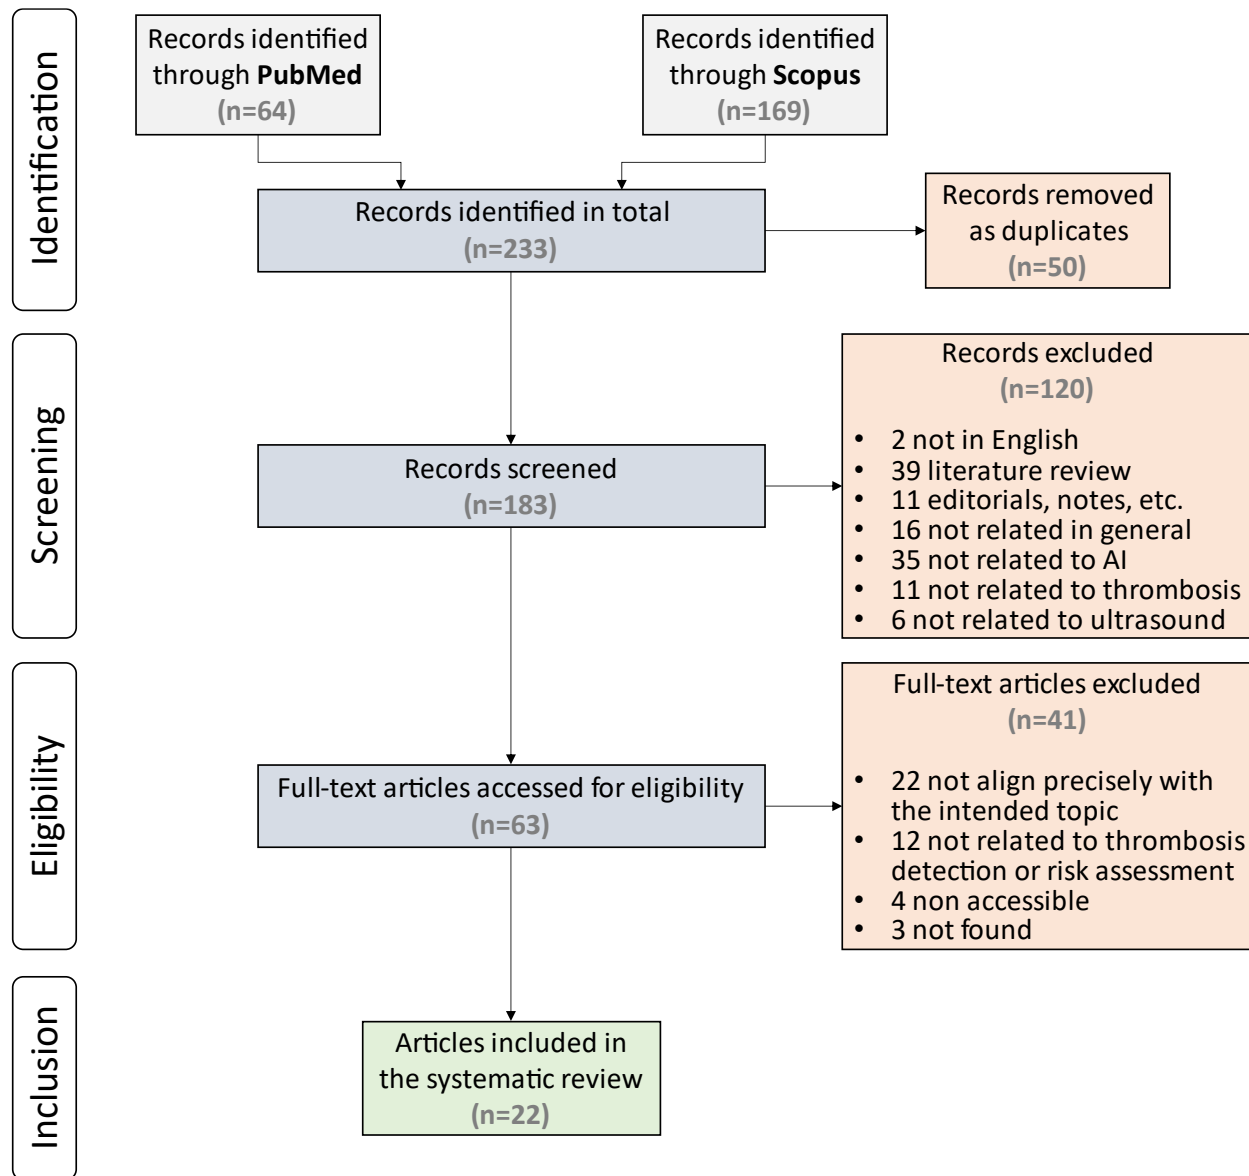 Identification
Records identified
through PubMed
(n=64)
Records identified
through Scopus
(n=169)
Records identified in total
(n=233)
Records removed
as duplicates
(n=50)
Screening
Records screened
(n=183)
Records excluded
(n=120)
• 2 not in English
• 39 literature review
• 11 editorials, notes, etc.
• 16 not related in general
• 35 not related to AI
• 11 not related to thrombosis
• 6 not related to ultrasound
Eligibility
Full-text articles accessed for eligibility
(n=63)
Full-text articles excluded
(n=41)
• 22 not align precisely with
the intended topic
• 12 not related to thrombosis
detection or risk assessment
• 4 non accessible
• 3 not found
Inclusion
Articles included in
the systematic review
(n=22)